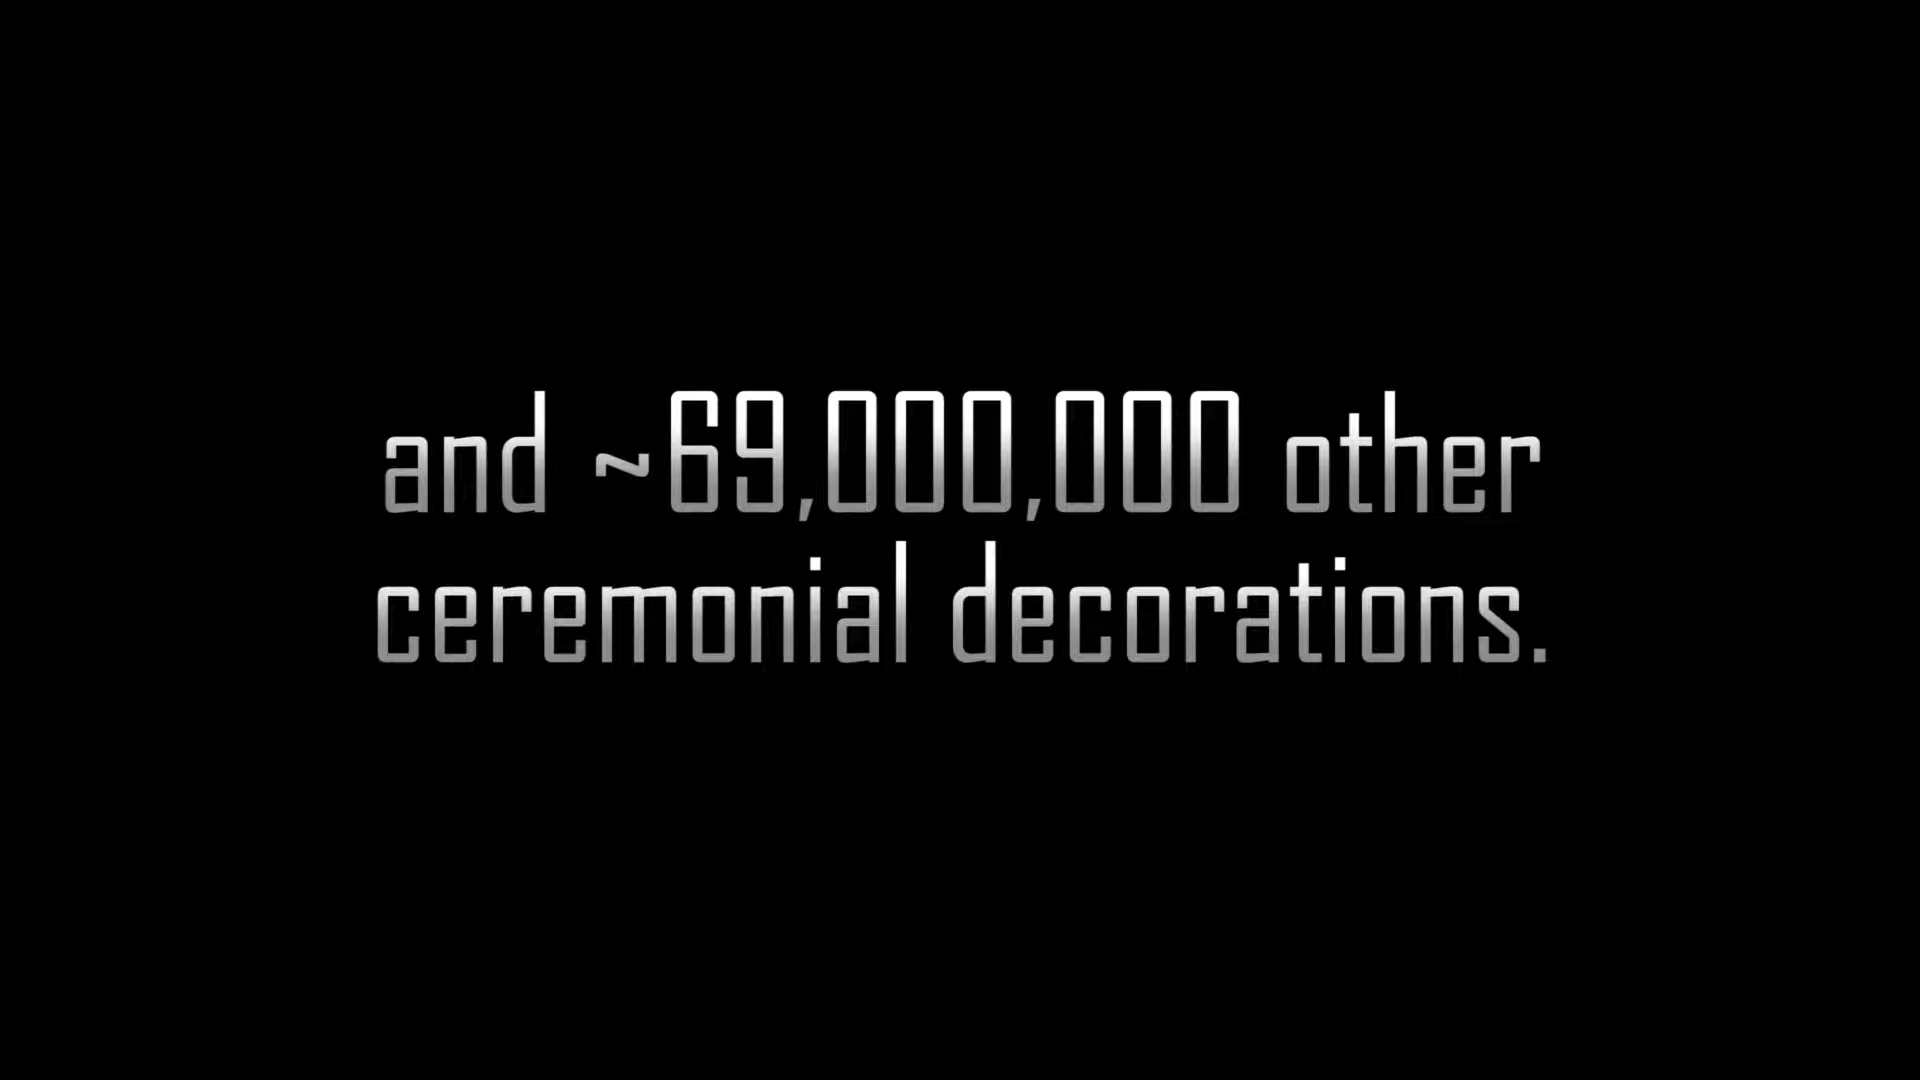 and ~69,000,000 other
ceremonial decorations.